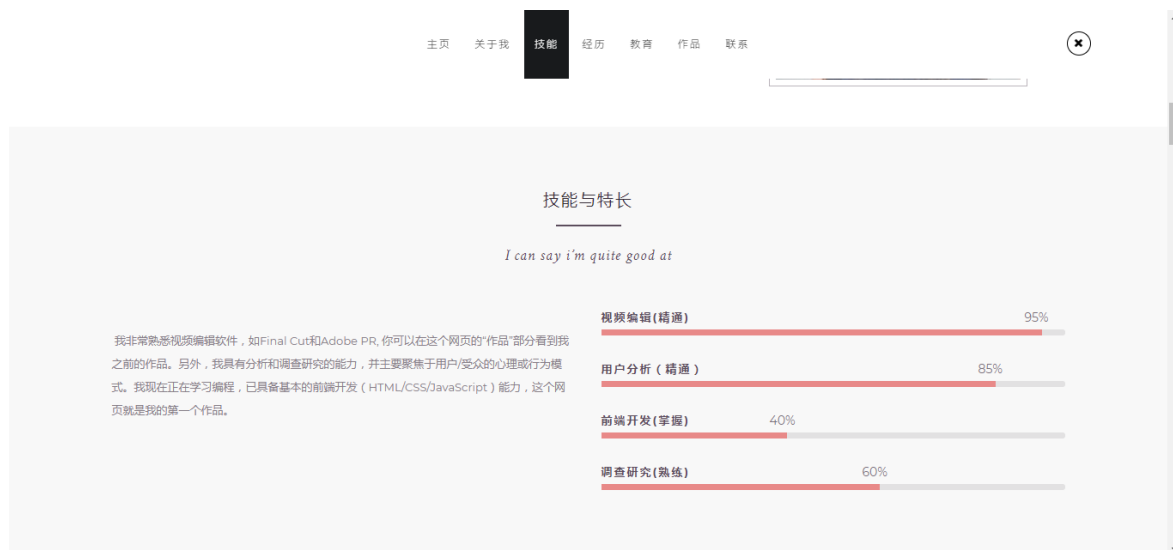 主页 关于我 技能 经历 教育 作品 联系
技能与特长
I can say i'm quite good at
我非常熟悉视频编辑软件，如Final Cut和Adobe PR, 你可以在这个网页的“作品”部分看到我
之前的作品。另外，我具有分析和调查研究的能力，并主要聚焦于用户/受众的心理或行为模
式。我现在正在学习编程，已具备基本的前端开发（HTML/CSS/JavaScript）能力，这个网
页就是我的第一个作品。
视频编辑(精通) 95%
用户分析（精通） 85%
前端开发(掌握) 40%
调查研究(熟练) 60%